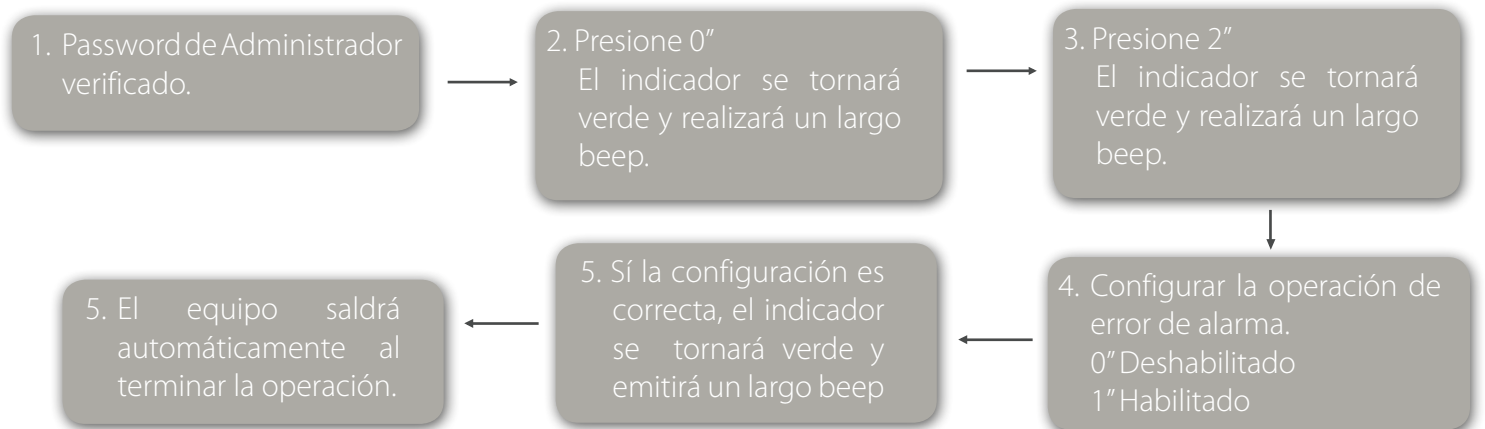 1. Password de Administrador
verificado.
2. Presione 0”
El indicador se tornará
verde y realizará un largo
beep.
3. Presione 2”
El indicador se tornará
verde y realizará un largo
beep.
4. Configurar la operación de
error de alarma.
0” Deshabilitado
1” Habilitado
5. Sí la configuración es
correcta, el indicador
se tornará verde y
emitirá un largo beep
5. El equipo saldrá
automáticamente al
terminar la operación.